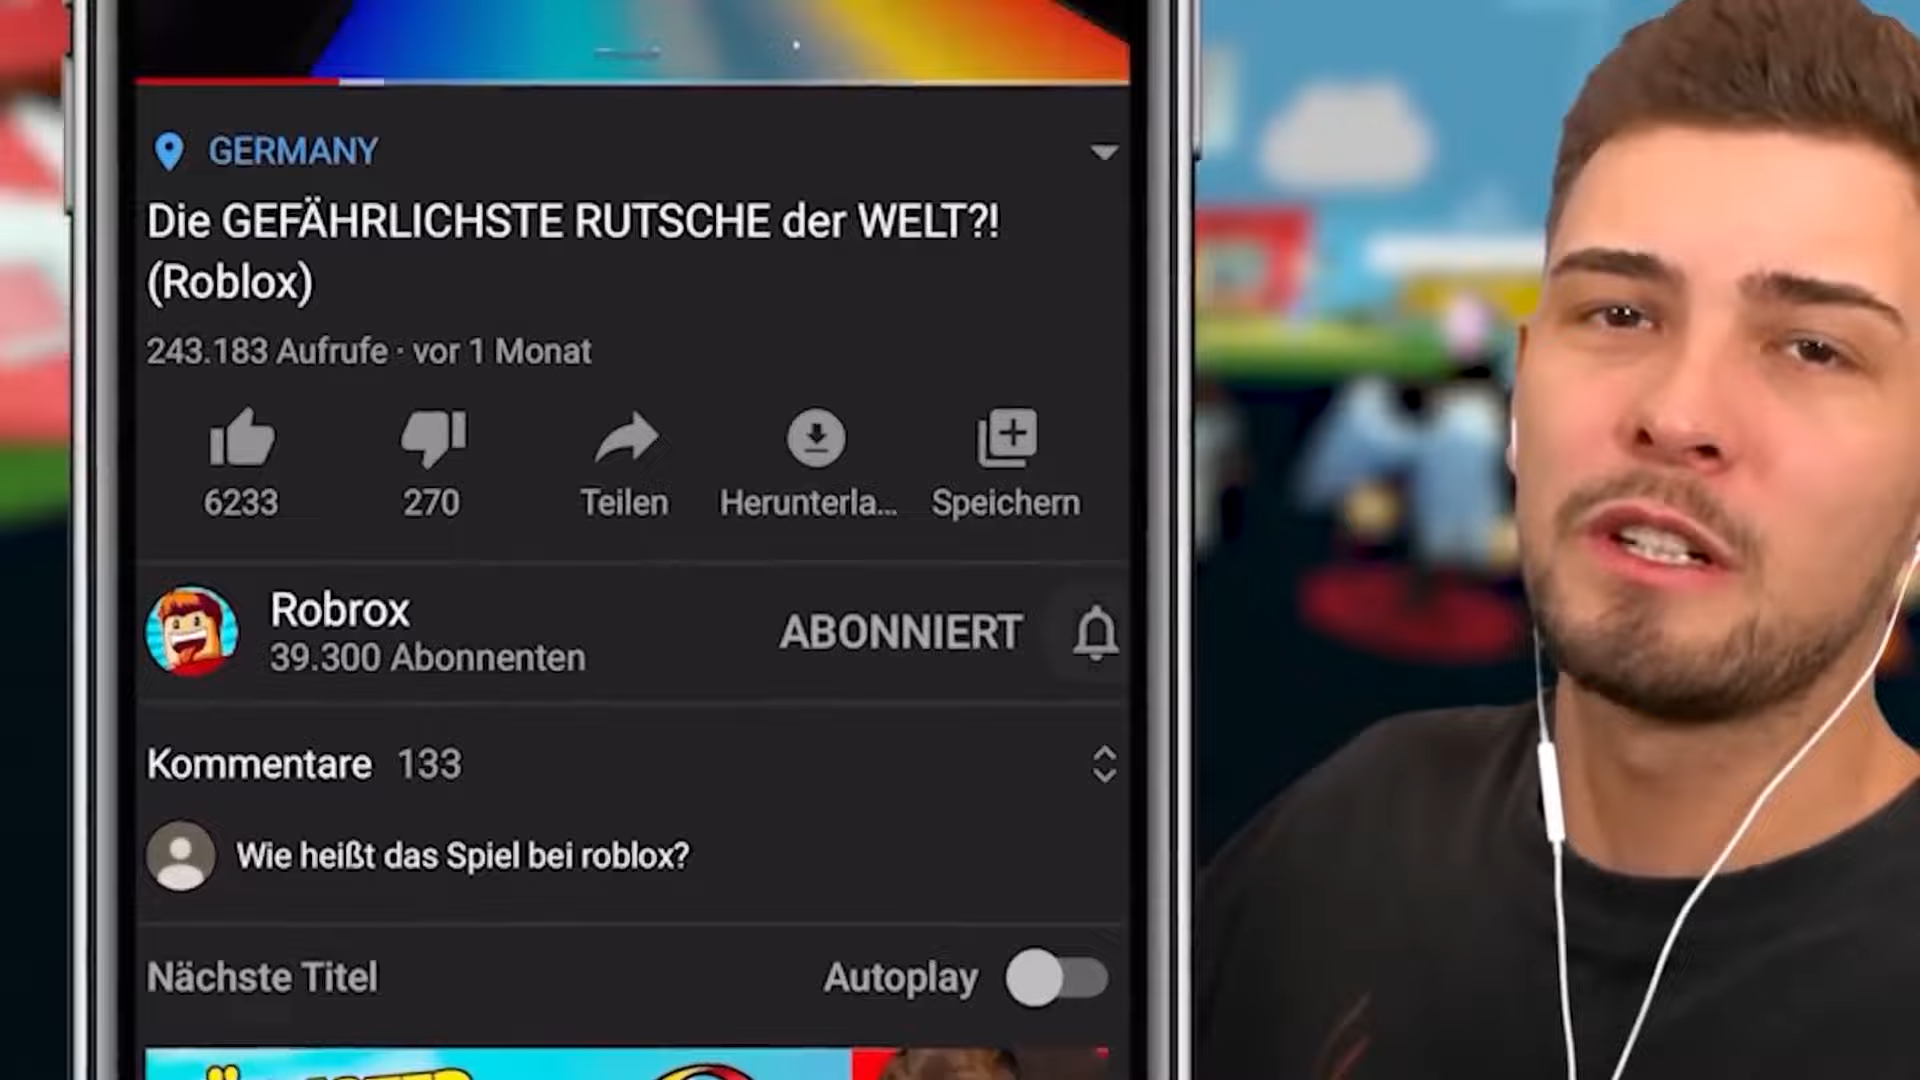 GERMANY
Die GEFÄHRLICHSTE RUTSCHE der WELT?!
(Roblox)
243.183 Aufrufe · vor 1 Monat
6233
270
Teilen
Herunterla...
Speichern
Robrox
39.300 Abonnenten
ABONNIERT
Kommentare 133
Wie heißt das Spiel bei roblox?
Nächste Titel
Autoplay